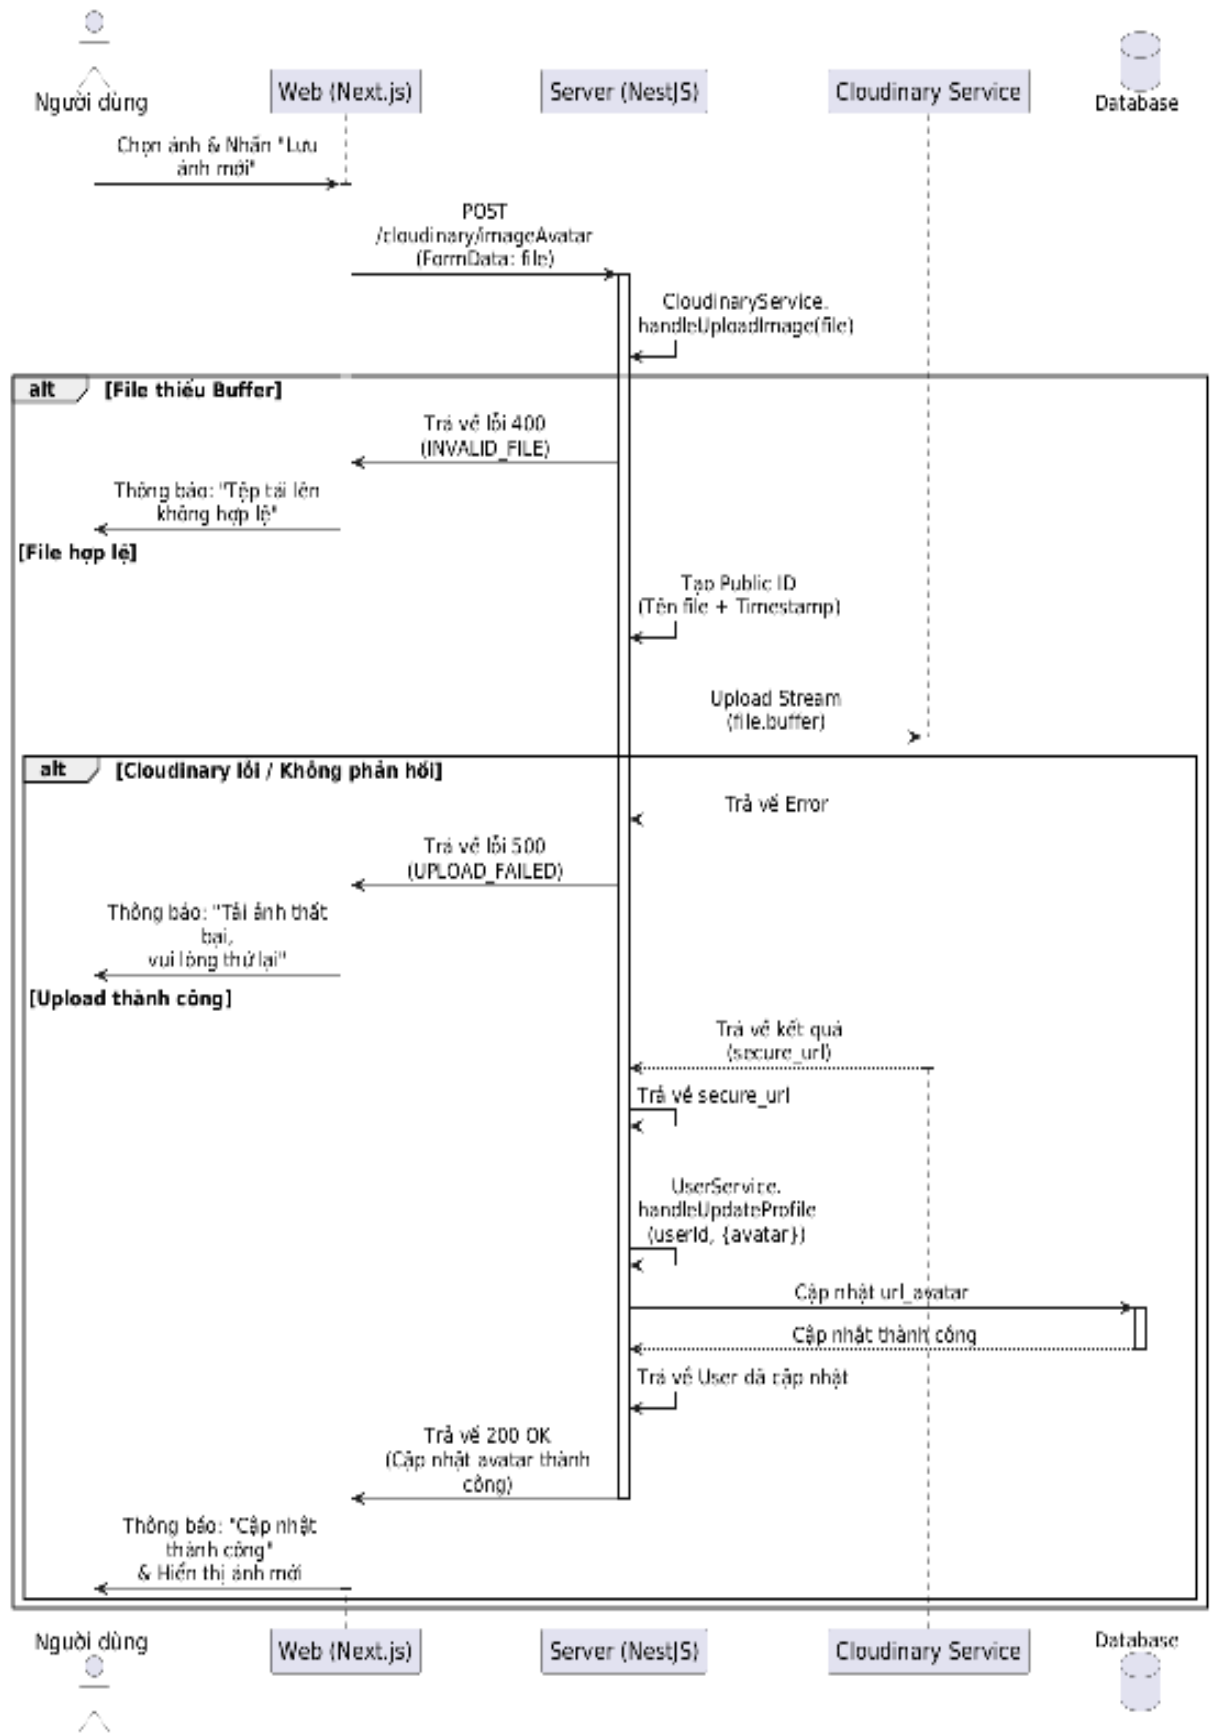 Người dùng
Web (Next.js)
Server (NestJS)
Cloudinary Service
Database
Chọn ảnh & Nhấn "Lưu
ảnh mới"
POST
/cloudinary/imageAvatar
(FormData: file)
CloudinaryService.
handleUploadImage(file)
alt
[File thiếu Buffer]
Trả về lỗi 400
(INVALID_FILE)
Thông báo: "Tệp tải lên
không hợp lệ"
[File hợp lệ]
Tạo Public ID
(Tên file + Timestamp)
Upload Stream
(file.buffer)
alt
[Cloudinary lỗi / Không phản hồi]
Trả về Error
Trả về lỗi 500
(UPLOAD_FAILED)
Thông báo: "Tải ảnh thất
bại,
vui lòng thử lại"
[Upload thành công]
Trả về kết quả
(secure_url)
Trả về secure_url
UserService.
handleUpdateProfile
(userId, {avatar})
Cập nhật url_avatar
Cập nhật thành công
Trả về User đã cập nhật
Trả về 200 OK
(Cập nhật avatar thành
công)
Thông báo: "Cập nhật
thành công"
& Hiển thị ảnh mới
Người dùng
Web (Next.js)
Server (NestJS)
Cloudinary Service
Database